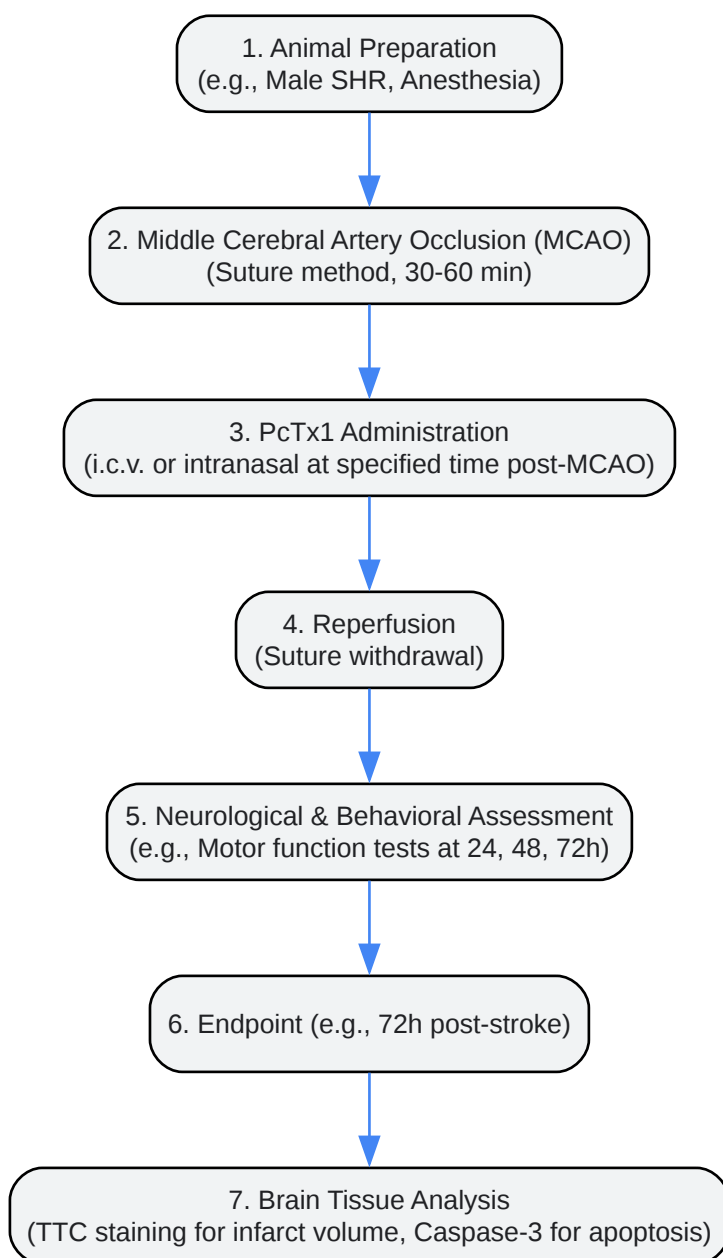 1. Animal Preparation
(e.g., Male SHR, Anesthesia)
2. Middle Cerebral Artery Occlusion (MCAO)
(Suture method, 30-60 min)
3. PcTx1 Administration
(i.c.v. or intranasal at specified time post-MCAO)
4. Reperfusion
(Suture withdrawal)
5. Neurological & Behavioral Assessment
(e.g., Motor function tests at 24, 48, 72h)
6. Endpoint (e.g., 72h post-stroke)
7. Brain Tissue Analysis
(TTC staining for infarct volume, Caspase-3 for apoptosis)